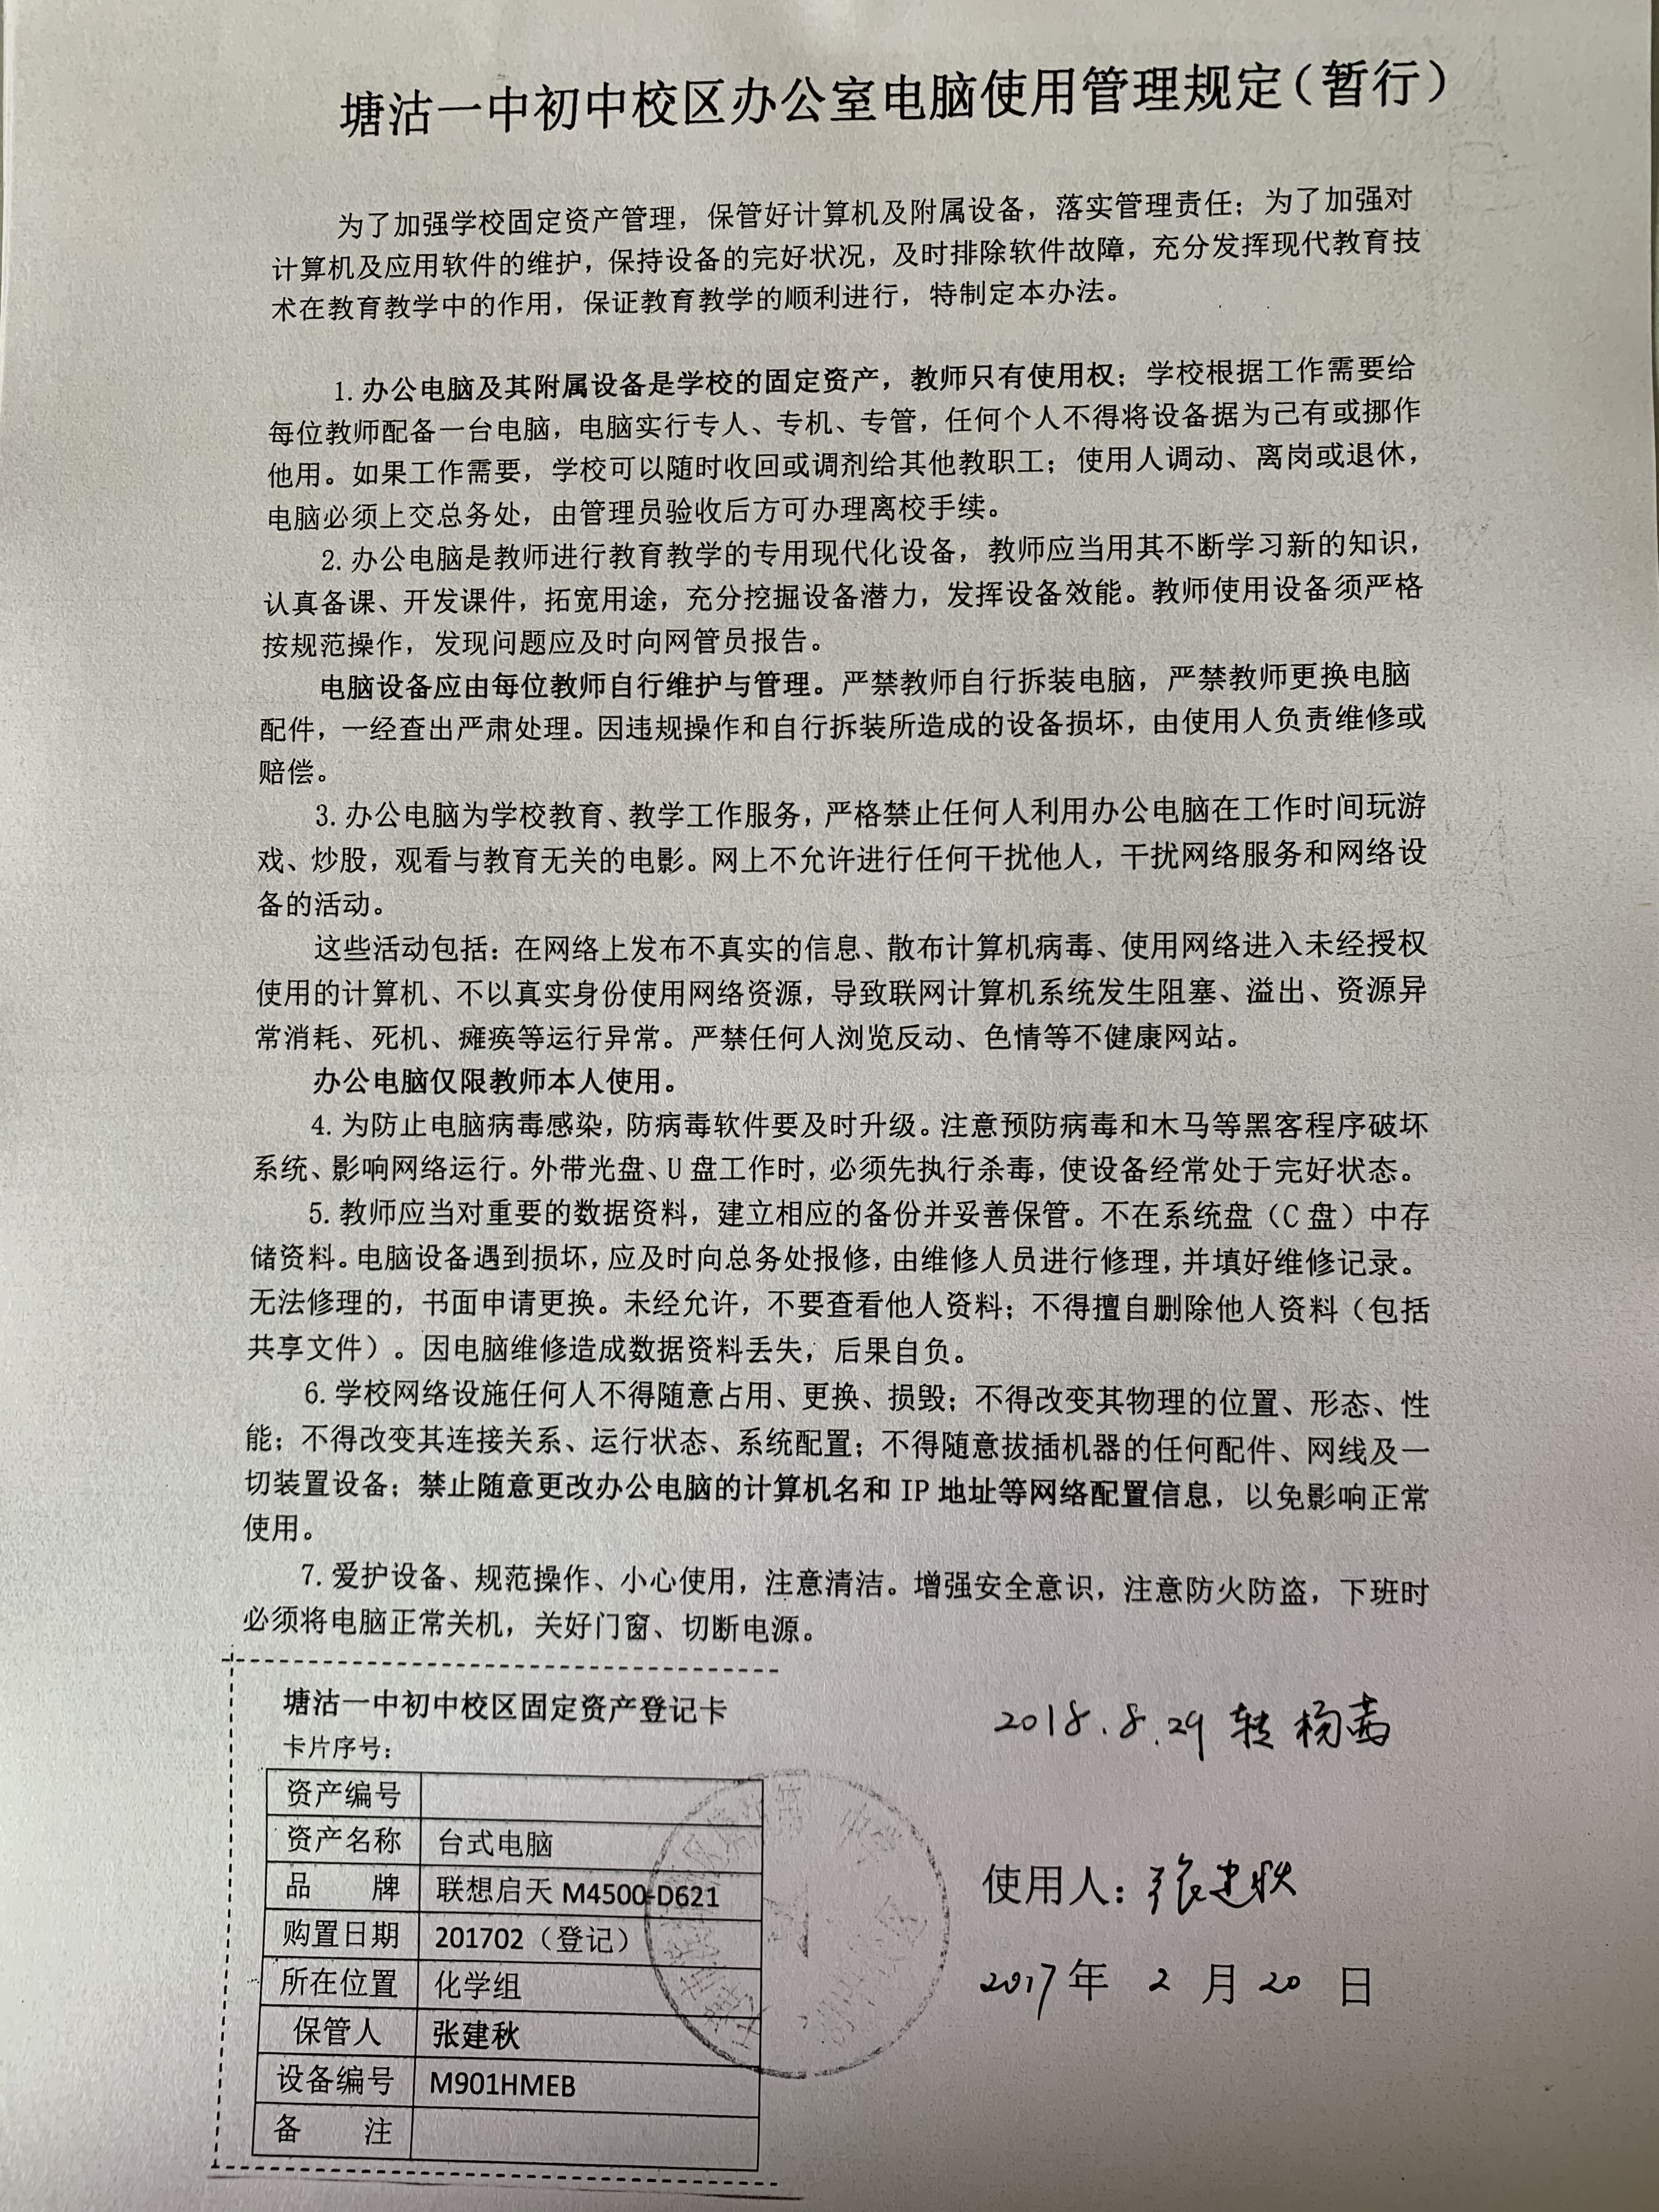 塘沽一中初中校区办公室电脑使用管理规定（暂行）
为了加强学校固定资产管理，保管好计算机及附属设备，落实管理责任；为了加强对
计算机及应用软件的维护，保持设备的完好状况，及时排除软件故障，充分发挥现代教育技
术在教育教学中的作用，保证教育教学的顺利进行，特制定本办法。
1.办公电脑及其附属设备是学校的固定资产，教师只有使用权；学校根据工作需要给
每位教师配备一台电脑，电脑实行专人、专机、专管，任何个人不得将设备据为己有或挪作
他用。如果工作需要，学校可以随时收回或调剂给其他教职工；使用人调动、离岗或退休，
电脑必须上交总务处，由管理员验收后方可办理离校手续。
2.办公电脑是教师进行教育教学的专用现代化设备，教师应当用其不断学习新的知识，
认真备课、开发课件，拓宽用途，充分挖掘设备潜力，发挥设备效能。教师使用设备须严格
按规范操作，发现问题应及时向网管员报告。
电脑设备应由每位教师自行维护与管理。严禁教师自行拆装电脑，严禁教师更换电脑
配件，一经查出严肃处理。因违规操作和自行拆装所造成的设备损坏，由使用人负责维修或
赔偿。
3.办公电脑为学校教育、教学工作服务，严格禁止任何人利用办公电脑在工作时间玩游
戏、炒股，观看与教育无关的电影。网上不允许进行任何干扰他人，干扰网络服务和网络设
备的活动。
这些活动包括：在网络上发布不真实的信息、散布计算机病毒、使用网络进入未经授权
使用的计算机、不以真实身份使用网络资源，导致联网计算机系统发生阻塞、溢出、资源异
常消耗、死机、瘫痪等运行异常。严禁任何人浏览反动、色情等不健康网站。
办公电脑仅限教师本人使用。
4.为防止电脑病毒感染，防病毒软件要及时升级。注意预防病毒和木马等黑客程序破坏
系统、影响网络运行。外带光盘、U盘工作时，必须先执行杀毒，使设备经常处于完好状态。
5.教师应当对重要的数据资料，建立相应的备份并妥善保管。不在系统盘（C盘）中存
储资料。电脑设备遇到损坏，应及时向总务处报修，由维修人员进行修理，并填好维修记录。
无法修理的，书面申请更换。未经允许，不要查看他人资料；不得擅自删除他人资料（包括
共享文件）。因电脑维修造成数据资料丢失，后果自负。
6.学校网络设施任何人不得随意占用、更换、损毁；不得改变其物理的位置、形态、性
能；不得改变其连接关系、运行状态、系统配置；不得随意拔插机器的任何配件、网线及一
切装置设备；禁止随意更改办公电脑的计算机名和 IP 地址等网络配置信息，以免影响正常
使用。
7.爱护设备、规范操作、小心使用，注意清洁。增强安全意识，注意防火防盗，下班时
必须将电脑正常关机，关好门窗、切断电源。
塘沽一中初中校区固定资产登记卡
卡片序号：
资产编号
资产名称 台式电脑
品 牌 联想启天 M4500-D621
购置日期 201702（登记）
所在位置 化学组
保管人 张建秋
设备编号 M901HMEB
备 注
2018.8.29 转 杨茜
使用人：张建秋
2017年 2 月 20 日